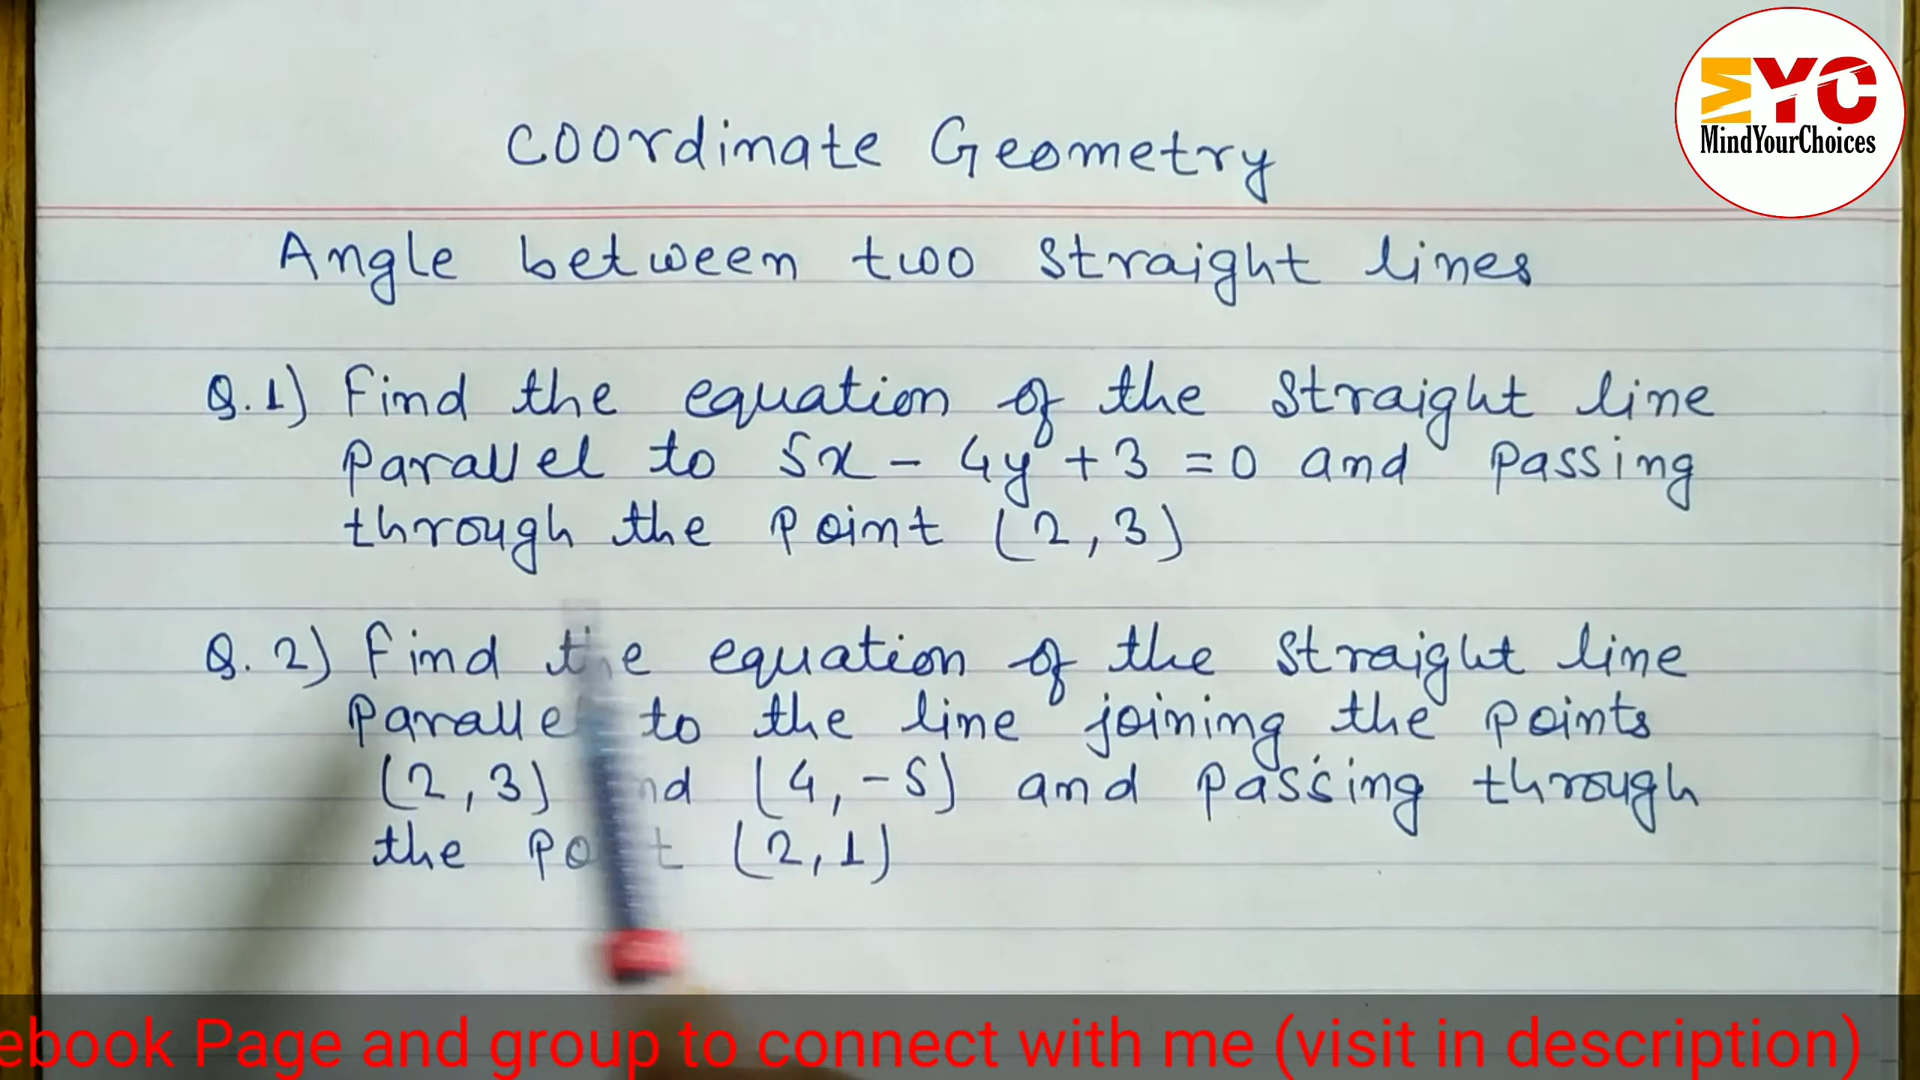 MYC
MindYourChoices
Coordinate Geometry
Angle between two straight lines
Q.1) Find the equation of the straight line
parallel to 5x - 4y + 3 = 0 and passing
through the point (2, 3)
Q. 2) Find the equation of the straight line
parallel to the line joining the points
(2, 3) and (4, -5) and passing through
the point (2, 1)
ebook Page and group to connect with me (visit in description)